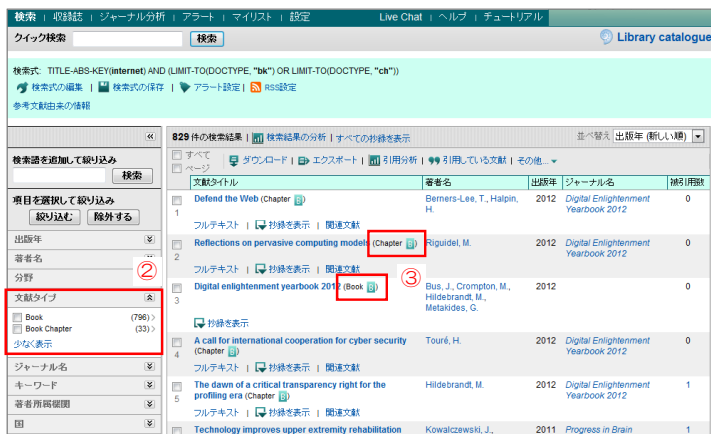 検索 | 収録誌 | ジャーナル分析 | アラート | マイリスト | 設定 Live Chat | ヘルプ | チュートリアル
クイック検索 検索 Library catalogue
検索式: TITLE-ABS-KEY(internet) AND (LIMIT-TO(DOCTYPE, "bk") OR LIMIT-TO(DOCTYPE, "ch"))
検索式の編集 | 検索式の保存 | アラート設定 | RSS設定
参考文献由来の情報
829 件の検索結果 | 検索結果の分析 | すべての抄録を表示 並べ替え 出版年 (新しい順)
検索語を追加して絞り込み
検索
項目を選択して絞り込み
絞り込む 除外する
出版年
著者名
分野
②
文献タイプ
Book (796)
Book Chapter (33)
少なく表示
ジャーナル名
キーワード
著者所属機関
国
すべて
ページ
ダウンロード | エクスポート | 引用分析 | 引用している文献 | その他...
文献タイトル 著者名 出版年 ジャーナル名 被引用数
1 Defend the Web (Chapter) Berners-Lee, T., Halpin, H. 2012 Digital Enlightenment Yearbook 2012 0
フルテキスト | 抄録を表示 | 関連文献
2 Reflections on pervasive computing models (Chapter) Riguidel, M. 2012 Digital Enlightenment Yearbook 2012 0
フルテキスト | 抄録を表示 | 関連文献
③
3 Digital enlightenment yearbook 2012 (Book) Bus, J., Crompton, M., Hildebrandt, M., Metakides, G. 2012 0
抄録を表示
4 A call for international cooperation for cyber security (Chapter) Touré, H. 2012 Digital Enlightenment Yearbook 2012 0
フルテキスト | 抄録を表示 | 関連文献
5 The dawn of a critical transparency right for the profiling era (Chapter) Hildebrandt, M. 2012 Digital Enlightenment Yearbook 2012 1
フルテキスト | 抄録を表示 | 関連文献
Technology improves upper extremity rehabilitation Kowalczewski, J., 2011 Progress in Brain 1